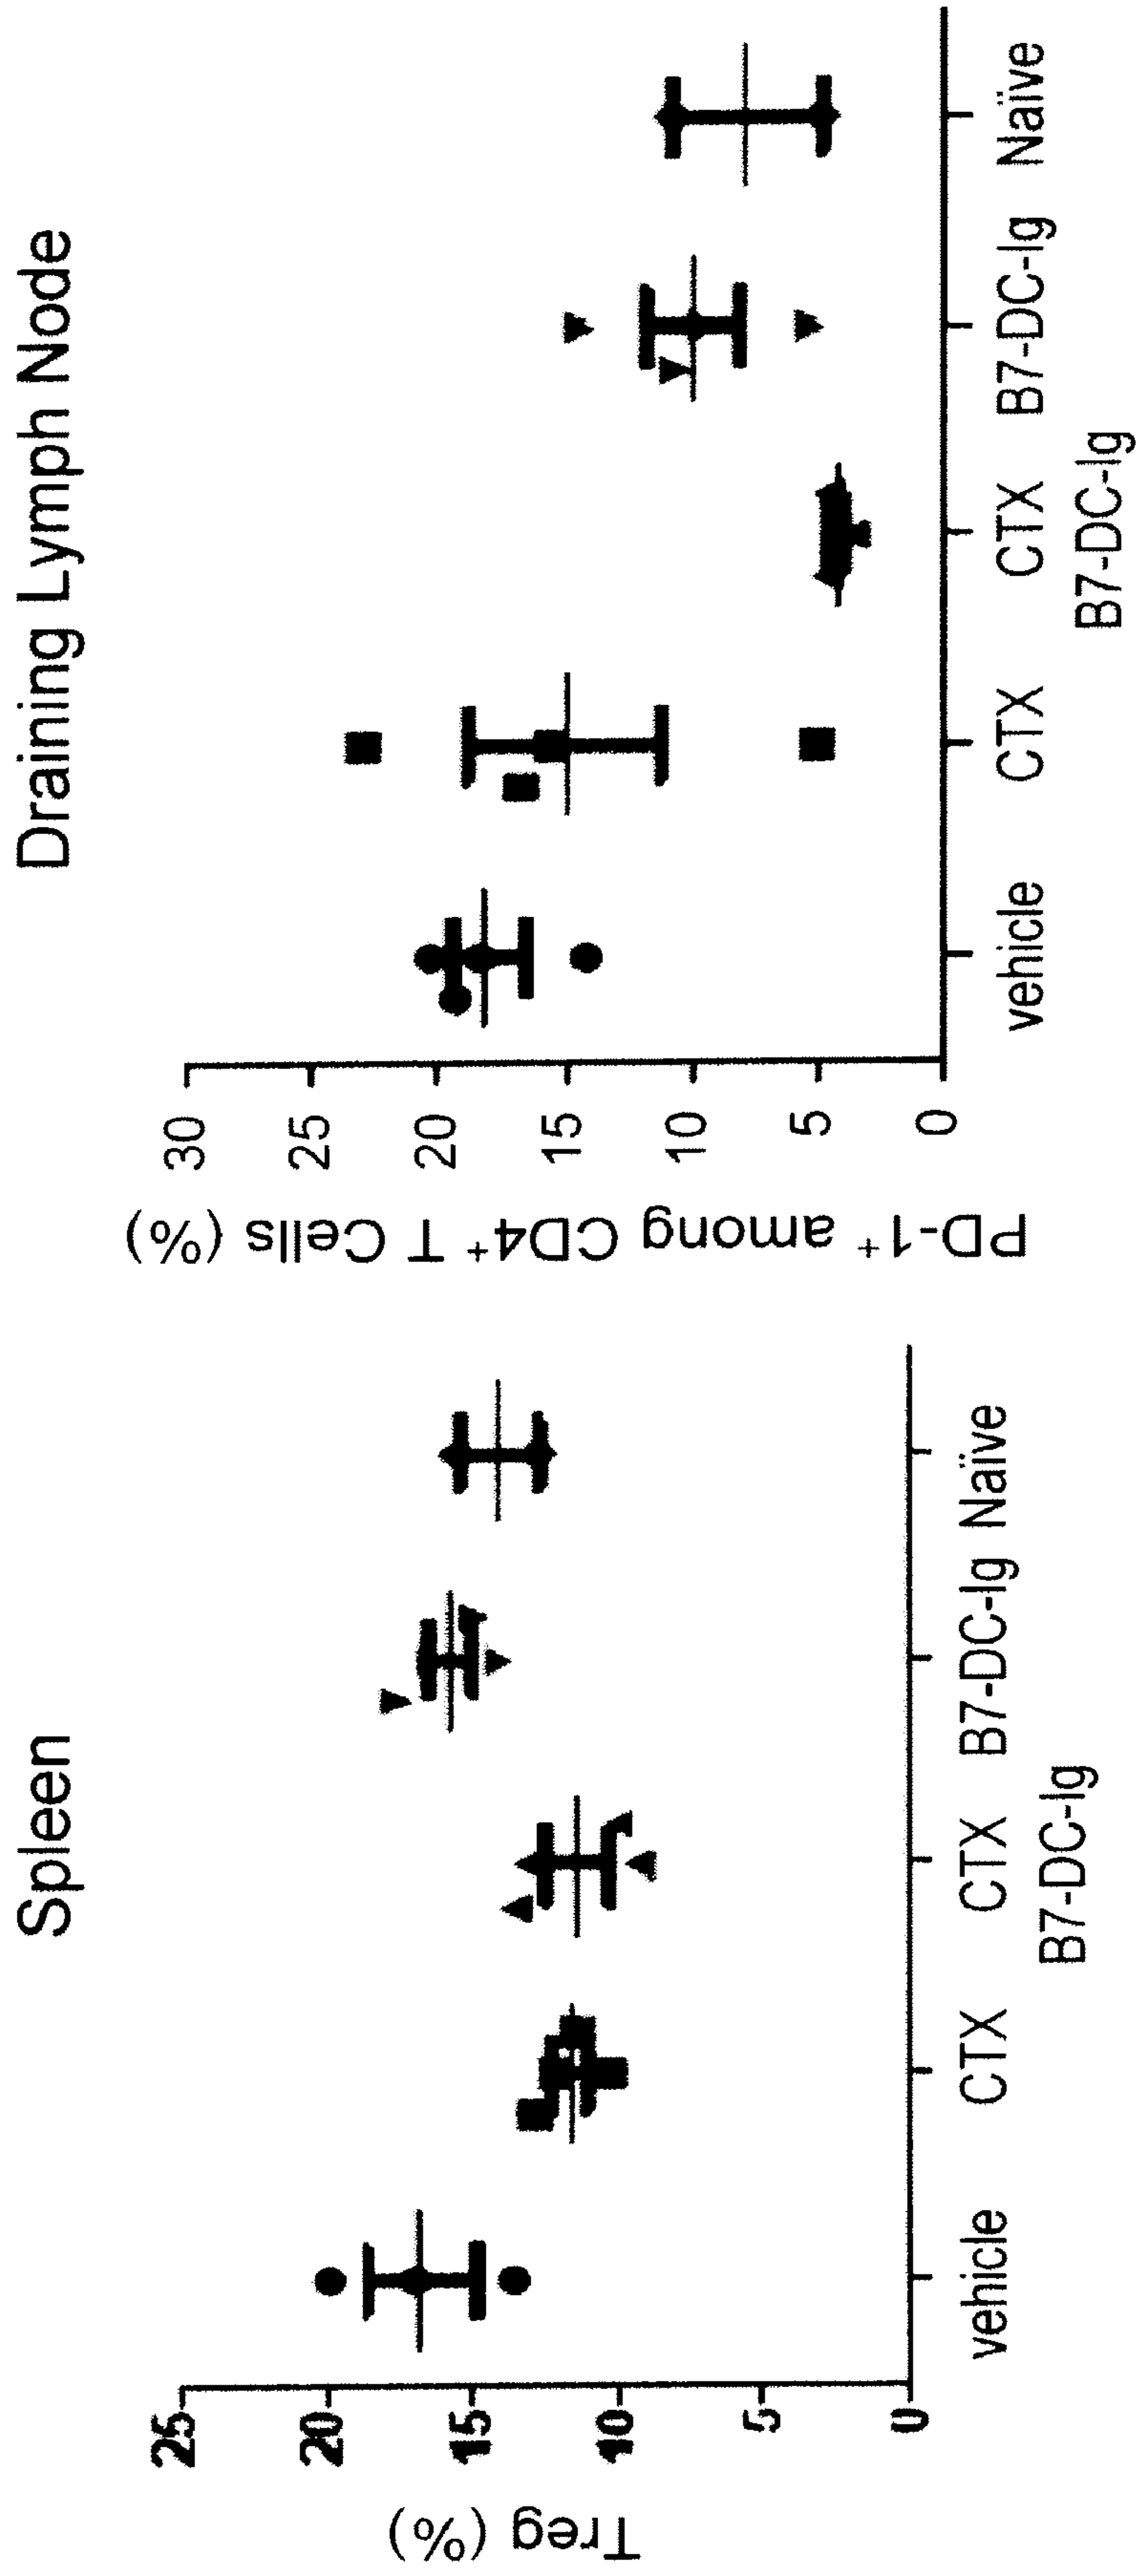 Spleen
Treg (%)
25
20
15
10
5
0
vehicle CTX CTX B7-DC-Ig Naïve
B7-DC-Ig
Draining Lymph Node
PD-1+ among CD4+ T Cells (%)
30
25
20
15
10
5
0
vehicle CTX CTX B7-DC-Ig Naïve
B7-DC-Ig